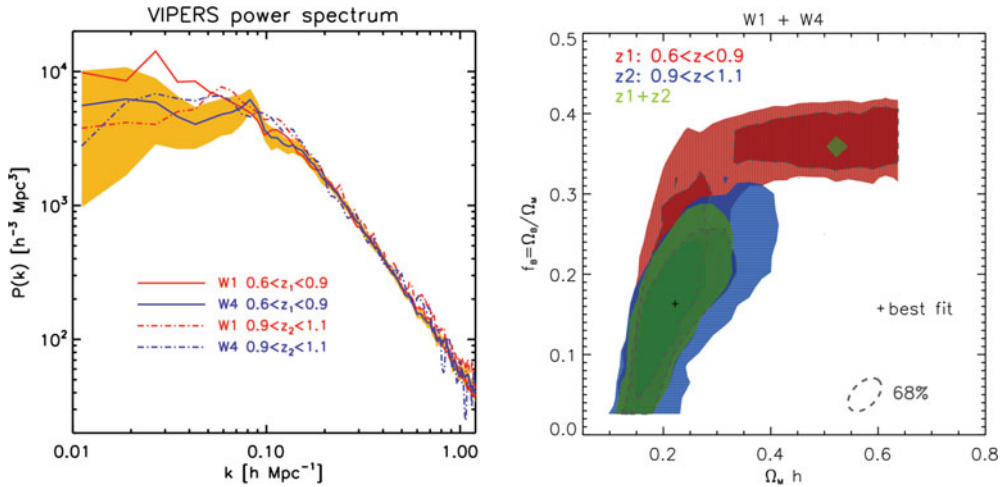 VIPERS power spectrum
10⁴
10³
10²
P(k) [h⁻³ Mpc³]
W1 0.6<z₁<0.9
W4 0.6<z₁<0.9
W1 0.9<z₂<1.1
W4 0.9<z₂<1.1
0.01
0.10
1.00
k [h Mpc⁻¹]
W1 + W4
z1: 0.6<z<0.9
z2: 0.9<z<1.1
z1+z2
0.5
0.4
0.3
0.2
0.1
0.0
f_B=Ω_B/Ω_M
+best fit
68%
0.2
0.4
0.6
0.8
Ω_M h